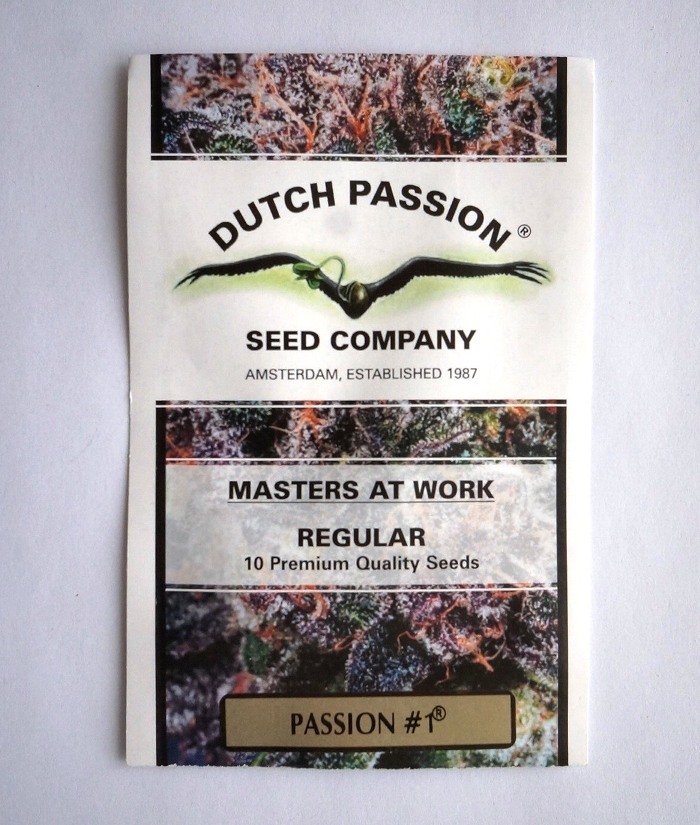 DUTCH PASSION®
SEED COMPANY
AMSTERDAM, ESTABLISHED 1987
MASTERS AT WORK
REGULAR
10 Premium Quality Seeds
PASSION #1®